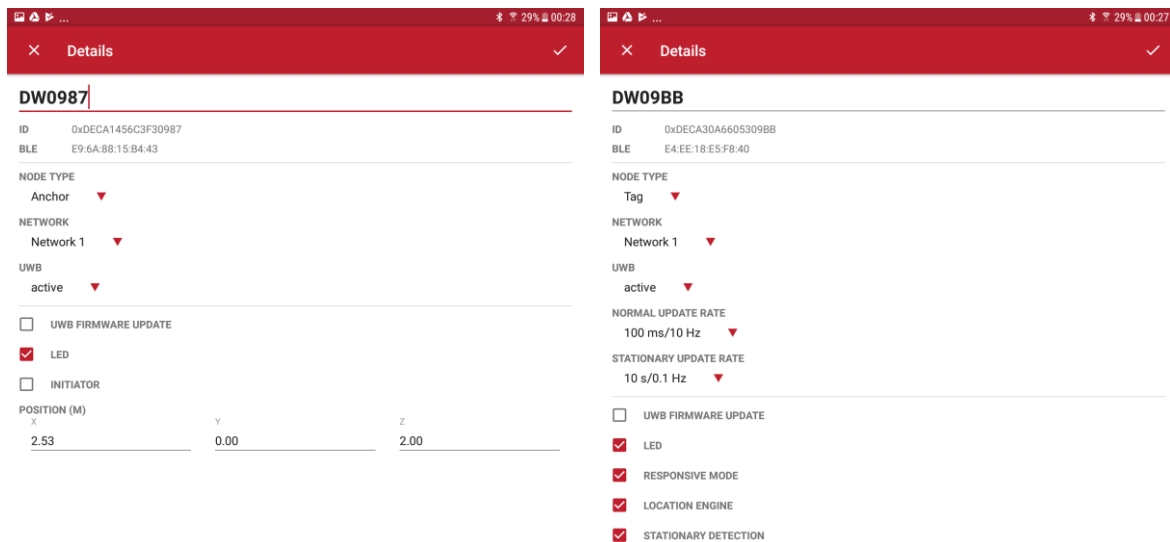 ... 29% 00:28
Details
DW0987
ID 0xDECA1456C3F30987
BLE E9:6A:88:15:B4:43
NODE TYPE
Anchor
NETWORK
Network 1
UWB
active
UWB FIRMWARE UPDATE
LED
INITIATOR
POSITION (M)
X Y Z
2.53 0.00 2.00
... 29% 00:27
Details
DW09BB
ID 0xDECA30A6605309BB
BLE E4:EE:18:E5:F8:40
NODE TYPE
Tag
NETWORK
Network 1
UWB
active
NORMAL UPDATE RATE
100 ms/10 Hz
STATIONARY UPDATE RATE
10 s/0.1 Hz
UWB FIRMWARE UPDATE
LED
RESPONSIVE MODE
LOCATION ENGINE
STATIONARY DETECTION